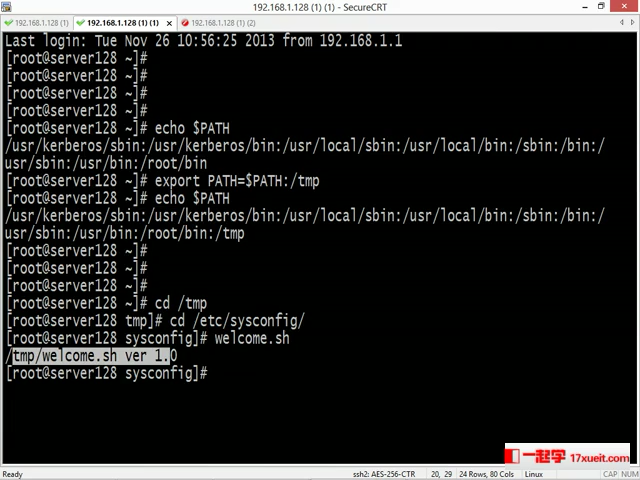 192.168.1.128 (1) (1) - SecureCRT
192.168.1.128 (1)
192.168.1.128 (1) (1)
192.168.1.128 (1) (2)
Last login: Tue Nov 26 10:56:25 2013 from 192.168.1.1
[root@server128 ~]#
[root@server128 ~]#
[root@server128 ~]#
[root@server128 ~]#
[root@server128 ~]# echo $PATH
/usr/kerberos/sbin:/usr/kerberos/bin:/usr/local/sbin:/usr/local/bin:/sbin:/bin:/
usr/sbin:/usr/bin:/root/bin
[root@server128 ~]# export PATH=$PATH:/tmp
[root@server128 ~]# echo $PATH
/usr/kerberos/sbin:/usr/kerberos/bin:/usr/local/sbin:/usr/local/bin:/sbin:/bin:/
usr/sbin:/usr/bin:/root/bin:/tmp
[root@server128 ~]#
[root@server128 ~]#
[root@server128 ~]#
[root@server128 ~]# cd /tmp
[root@server128 tmp]# cd /etc/sysconfig/
[root@server128 sysconfig]# welcome.sh
/tmp/welcome.sh ver 1.0
[root@server128 sysconfig]#
一起学 17xueit.com
Ready
ssh2: AES-256-CTR
20, 29
24 Rows, 80 Cols
Linux
CAP
NUM